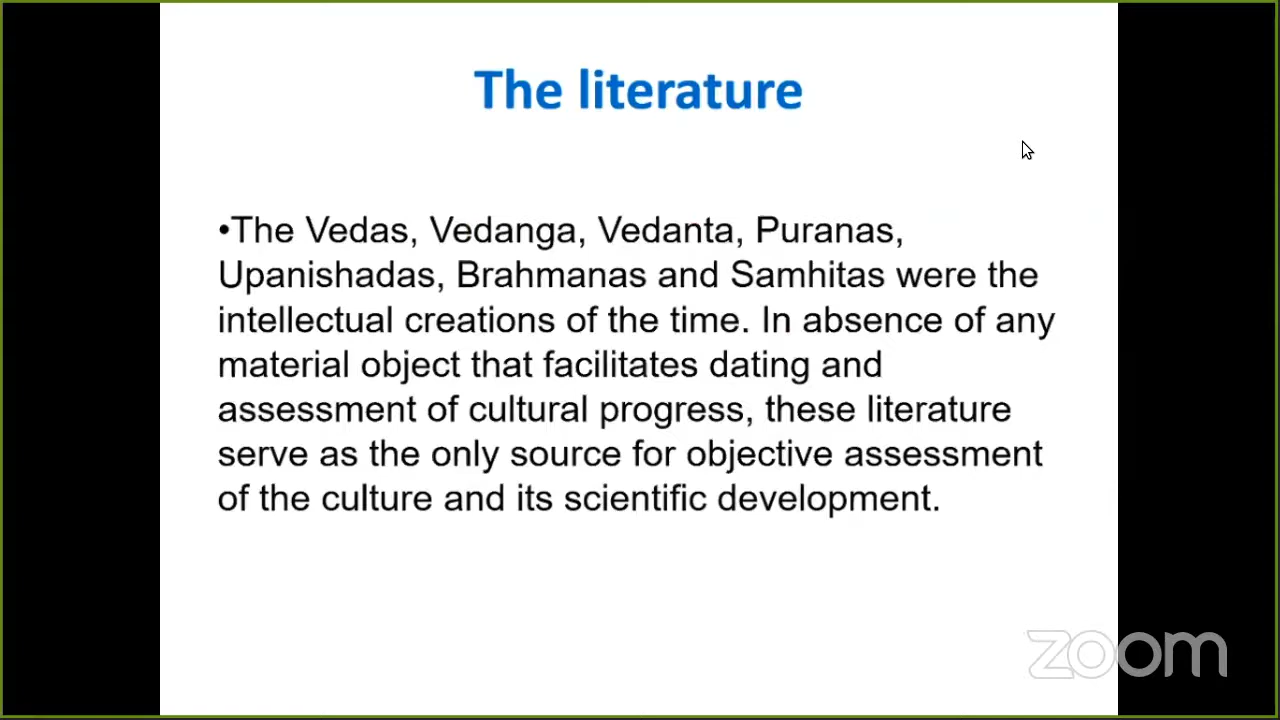 The literature
•The Vedas, Vedanga, Vedanta, Puranas,
Upanishadas, Brahmanas and Samhitas were the
intellectual creations of the time. In absence of any
material object that facilitates dating and
assessment of cultural progress, these literature
serve as the only source for objective assessment
of the culture and its scientific development.
zoom